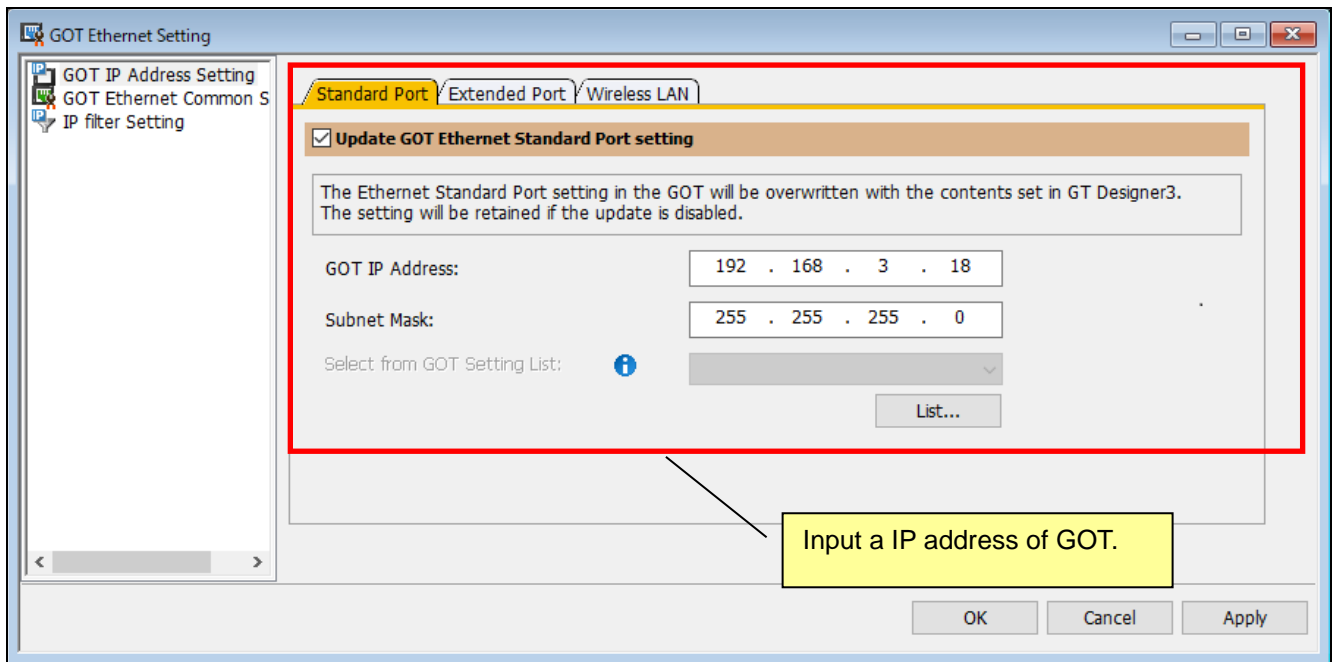 GOT Ethernet Setting
GOT IP Address Setting
GOT Ethernet Common S
IP filter Setting
Standard Port Extended Port Wireless LAN
Update GOT Ethernet Standard Port setting
The Ethernet Standard Port setting in the GOT will be overwritten with the contents set in GT Designer3.
The setting will be retained if the update is disabled.
GOT IP Address: 192 . 168 . 3 . 18
Subnet Mask: 255 . 255 . 255 . 0
Select from GOT Setting List:
List...
Input a IP address of GOT.
OK Cancel Apply